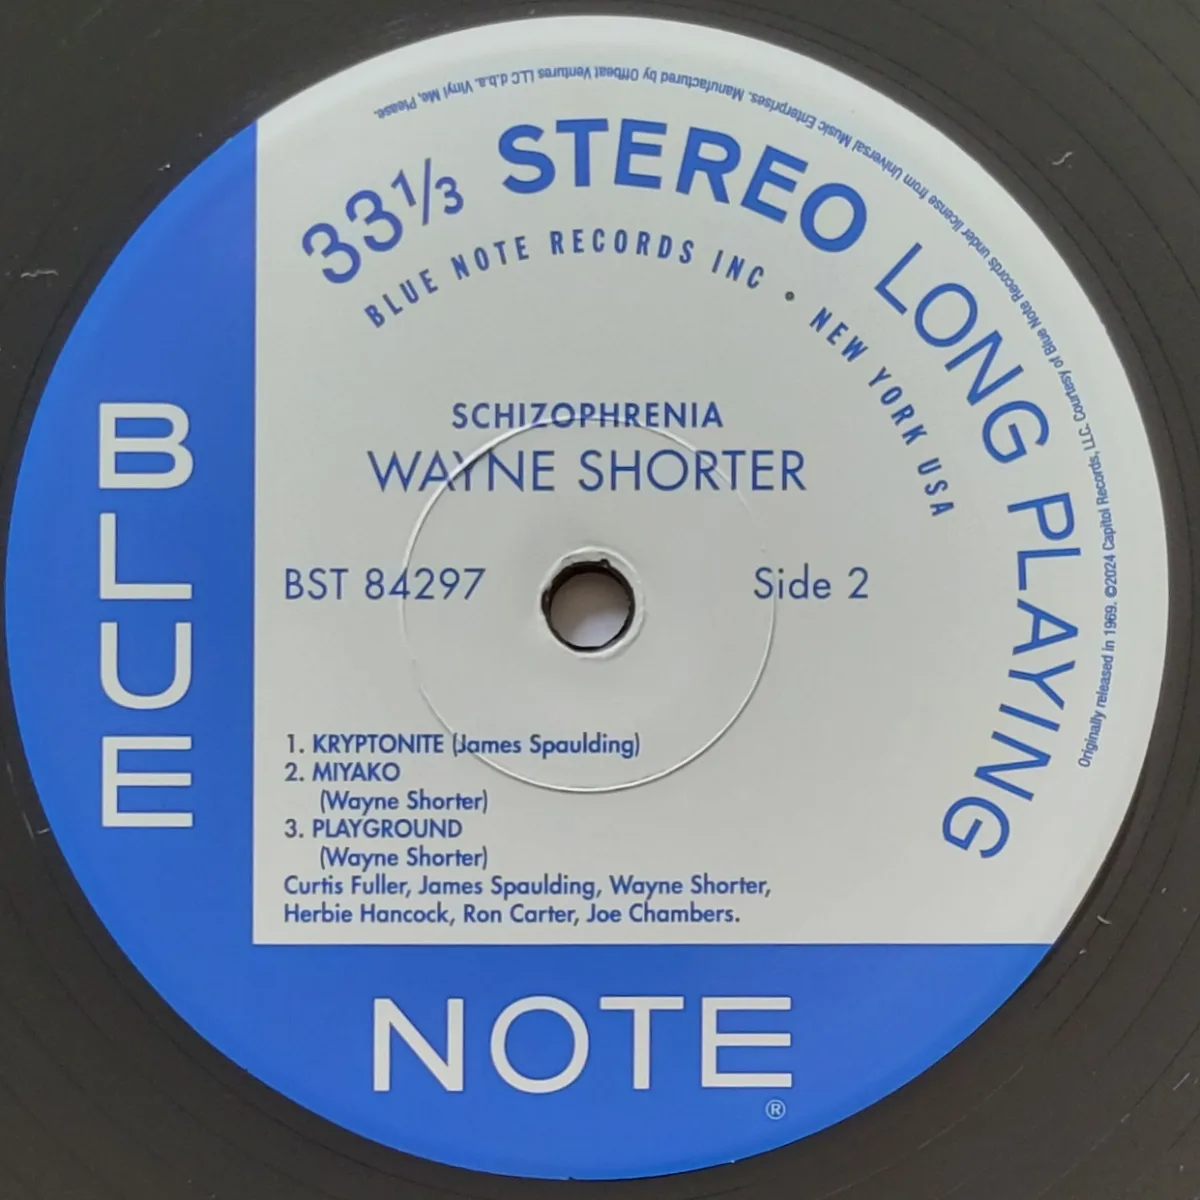 Originally released in 1969. ©2024 Capitol Records, LLC. Courtesy of Blue Note Records under license from Universal Music Enterprises. Manufactured by Offbeat Ventures LLC d.b.a. Vinyl Me, Please.
33⅓ STEREO LONG PLAYING
BLUE NOTE RECORDS INC • NEW YORK USA
SCHIZOPHRENIA
WAYNE SHORTER
BST 84297
Side 2
1. KRYPTONITE (James Spaulding)
2. MIYAKO
(Wayne Shorter)
3. PLAYGROUND
(Wayne Shorter)
Curtis Fuller, James Spaulding, Wayne Shorter,
Herbie Hancock, Ron Carter, Joe Chambers.
BLUE
NOTE
®